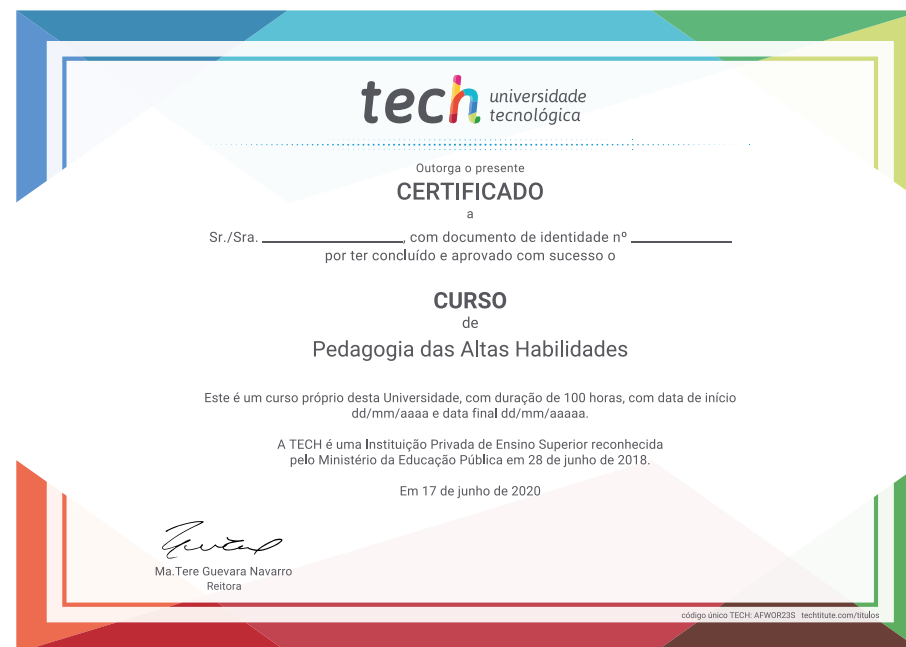 tech universidade
tecnológica
Outorga o presente
CERTIFICADO
a
Sr./Sra. ____________________, com documento de identidade nº ______________
por ter concluído e aprovado com sucesso o
CURSO
de
Pedagogia das Altas Habilidades
Este é um curso próprio desta Universidade, com duração de 100 horas, com data de início
dd/mm/aaaa e data final dd/mm/aaaaa.
A TECH é uma Instituição Privada de Ensino Superior reconhecida
pelo Ministério da Educação Pública em 28 de junho de 2018.
Em 17 de junho de 2020
Ma.Tere Guevara Navarro
Reitora
código único TECH: AFWOR23S techtitute.com/títulos